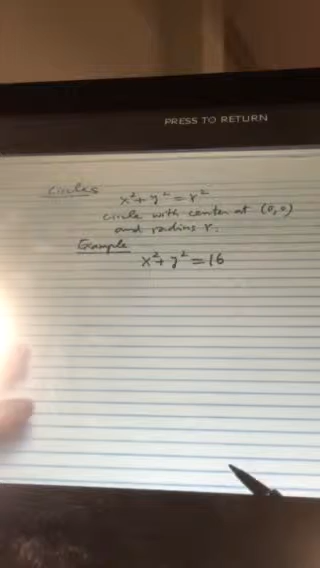 PRESS TO RETURN
Circles
x² + y² = r²
circle with center at (0,0)
and radius r.
Example
x² + y² = 16